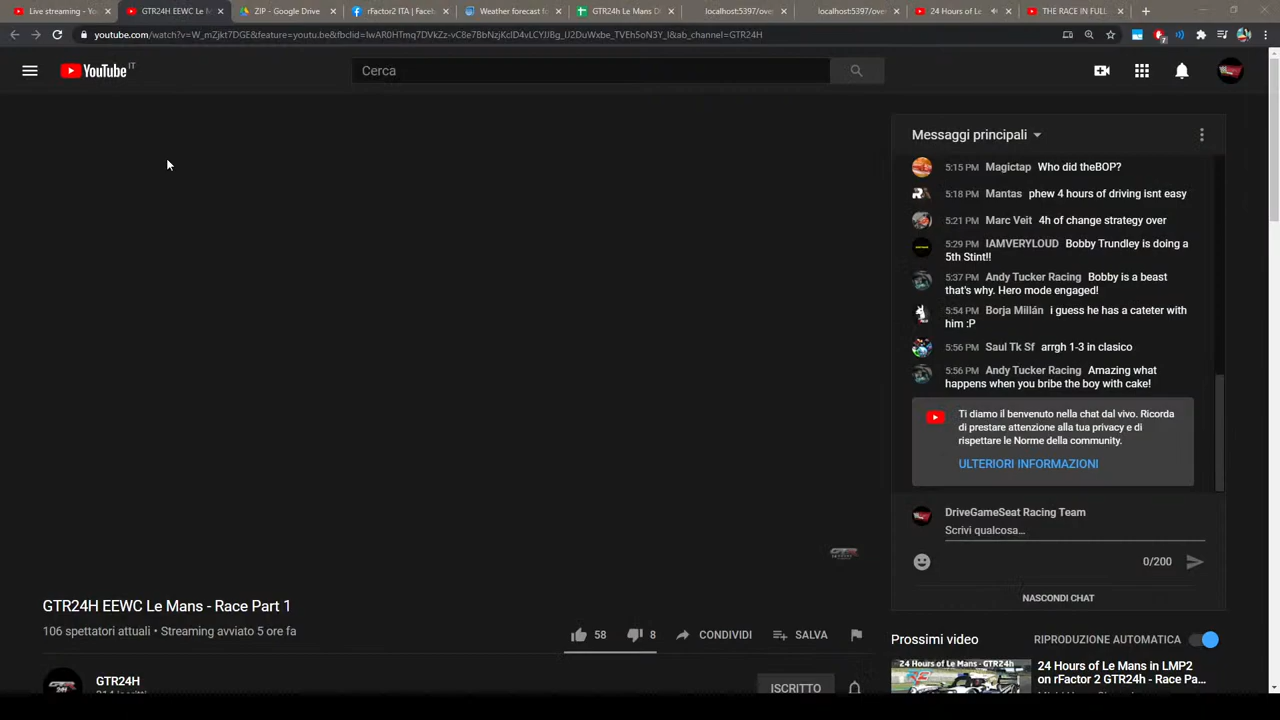 Live streaming - Yo
GTR24H EEWC Le M
ZIP - Google Drive
rFactor2 ITA | Faceb
Weather forecast fo
GTR24h Le Mans D
localhost:5397/over
localhost:5397/over
24 Hours of Le
THE RACE IN FULL
youtube.com/watch?v=W_mZjkt7DGE&feature=youtu.be&fbclid=
&ab_channel=GTR24H
YouTube IT
Cerca
Messaggi principali
5:15 PM Magictap Who did theBOP?
5:18 PM Mantas phew 4 hours of driving isnt easy
5:21 PM Marc Veit 4h of change strategy over
5:29 PM IAMVERYLOUD Bobby Trundley is doing a
5th Stint!!
5:37 PM Andy Tucker Racing Bobby is a beast
that's why. Hero mode engaged!
5:54 PM Borja Millán i guess he has a cateter with
him :P
5:56 PM Saul Tk Sf arrgh 1-3 in clasico
5:56 PM Andy Tucker Racing Amazing what
happens when you bribe the boy with cake!
Ti diamo il benvenuto nella chat dal vivo. Ricorda
di prestare attenzione alla tua privacy e di
rispettare le Norme della community.
ULTERIORI INFORMAZIONI
DriveGameSeat Racing Team
Scrivi qualcosa...
0/200
NASCONDI CHAT
GTR24H EEWC Le Mans - Race Part 1
106 spettatori attuali • Streaming avviato 5 ore fa
58
8
CONDIVIDI
SALVA
GTR24H
ISCRITTO
Prossimi video
RIPRODUZIONE AUTOMATICA
24 Hours of Le Mans - GTR24H
24 Hours of Le Mans in LMP2
on rFactor 2 GTR24h - Race Pa...